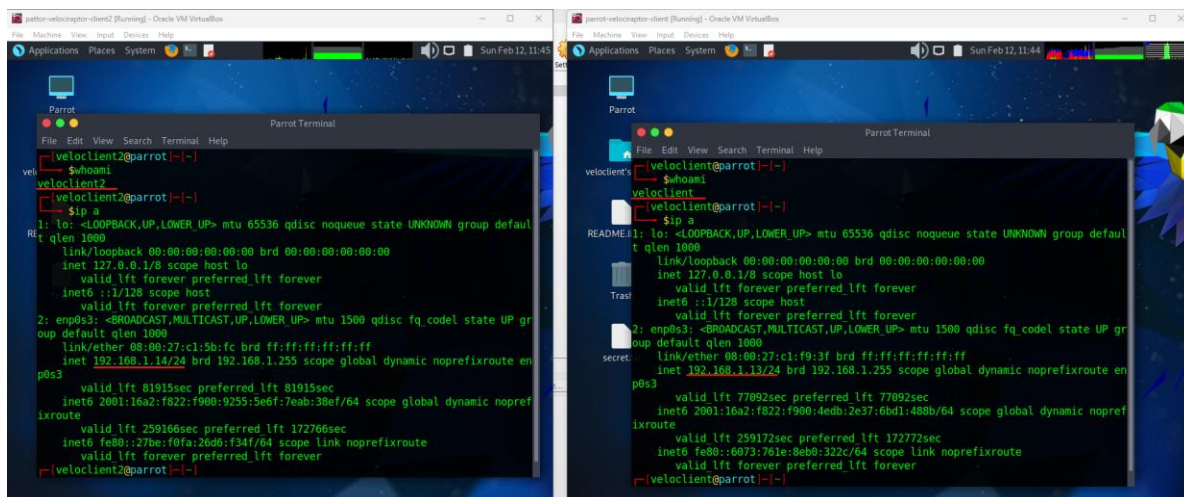 pattor-velociraptor-client2 [Running] - Oracle VM VirtualBox
File Machine View Input Devices Help
Applications Places System
Sun Feb 12, 11:45
Parrot
Parrot Terminal
File Edit View Search Terminal Help
[veloclient2@parrot]-[~]
$whoami
veloclient2
[veloclient2@parrot]-[~]
$ip a
1: lo: <LOOPBACK,UP,LOWER_UP> mtu 65536 qdisc noqueue state UNKNOWN group defaul
t qlen 1000
link/loopback 00:00:00:00:00:00 brd 00:00:00:00:00:00
inet 127.0.0.1/8 scope host lo
valid_lft forever preferred_lft forever
inet6 ::1/128 scope host
valid_lft forever preferred_lft forever
2: enp0s3: <BROADCAST,MULTICAST,UP,LOWER_UP> mtu 1500 qdisc fq_codel state UP gr
oup default qlen 1000
link/ether 08:00:27:c1:5b:fc brd ff:ff:ff:ff:ff:ff
inet 192.168.1.14/24 brd 192.168.1.255 scope global dynamic noprefixroute en
p0s3
valid_lft 81915sec preferred_lft 81915sec
inet6 2001:16a2:f822:f900:9255:5e6f:7eab:38ef/64 scope global dynamic nopref
ixroute
valid_lft 259166sec preferred_lft 172766sec
inet6 fe80::27be:f0fa:26d6:f34f/64 scope link noprefixroute
valid_lft forever preferred_lft forever
[veloclient2@parrot]-[~]
parrot-velociraptor-client [Running] - Oracle VM VirtualBox
File Machine View Input Devices Help
Applications Places System
Sun Feb 12, 11:44
Parrot
veloclient's
README.l
Trash
secret.
Parrot Terminal
File Edit View Search Terminal Help
[veloclient@parrot]-[~]
$whoami
veloclient
[veloclient@parrot]-[~]
$ip a
1: lo: <LOOPBACK,UP,LOWER_UP> mtu 65536 qdisc noqueue state UNKNOWN group defaul
t qlen 1000
link/loopback 00:00:00:00:00:00 brd 00:00:00:00:00:00
inet 127.0.0.1/8 scope host lo
valid_lft forever preferred_lft forever
inet6 ::1/128 scope host
valid_lft forever preferred_lft forever
2: enp0s3: <BROADCAST,MULTICAST,UP,LOWER_UP> mtu 1500 qdisc fq_codel state UP gr
oup default qlen 1000
link/ether 08:00:27:c1:f9:3f brd ff:ff:ff:ff:ff:ff
inet 192.168.1.13/24 brd 192.168.1.255 scope global dynamic noprefixroute en
p0s3
valid_lft 77092sec preferred_lft 77092sec
inet6 2001:16a2:f822:f900:4edb:2e37:6bd1:488b/64 scope global dynamic nopref
ixroute
valid_lft 259172sec preferred_lft 172772sec
inet6 fe80::6073:761e:8eb0:322c/64 scope link noprefixroute
valid_lft forever preferred_lft forever
[veloclient@parrot]-[~]